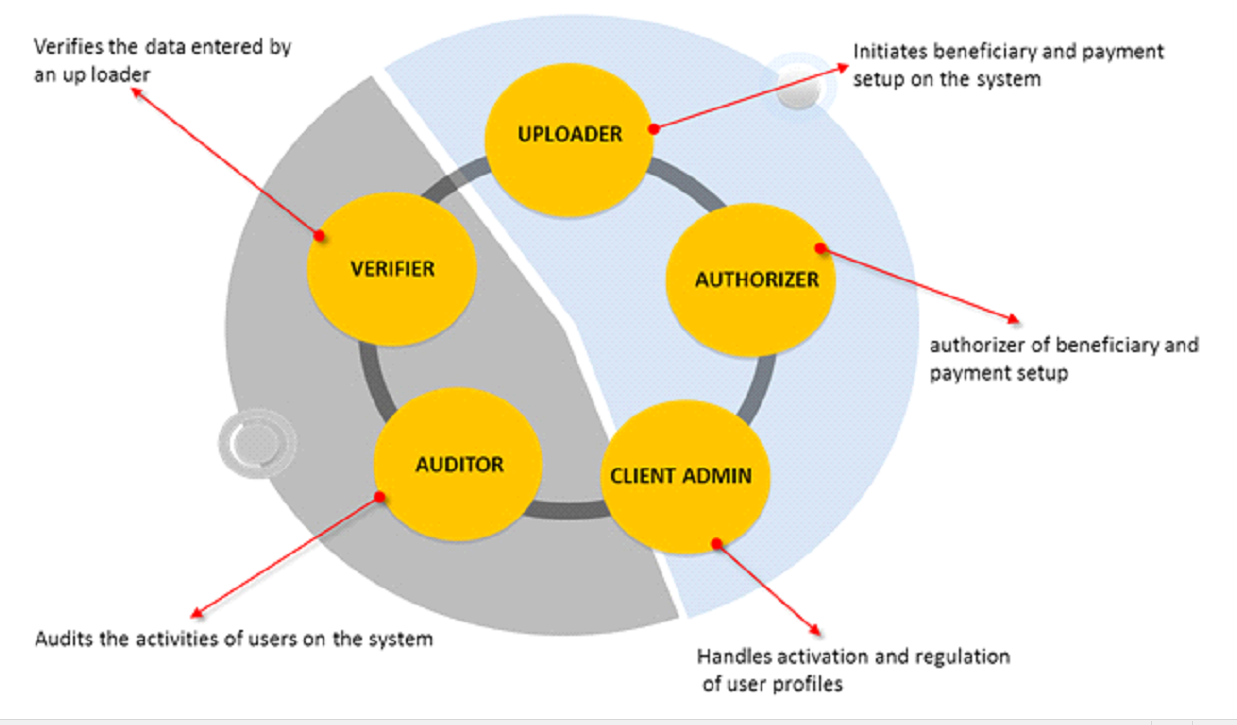 Verifies the data entered by
an up loader
Initiates beneficiary and payment
setup on the system
UPLOADER
VERIFIER
AUTHORIZER
authorizer of beneficiary and
payment setup
AUDITOR
CLIENT ADMIN
Audits the activities of users on the system
Handles activation and regulation
of user profiles